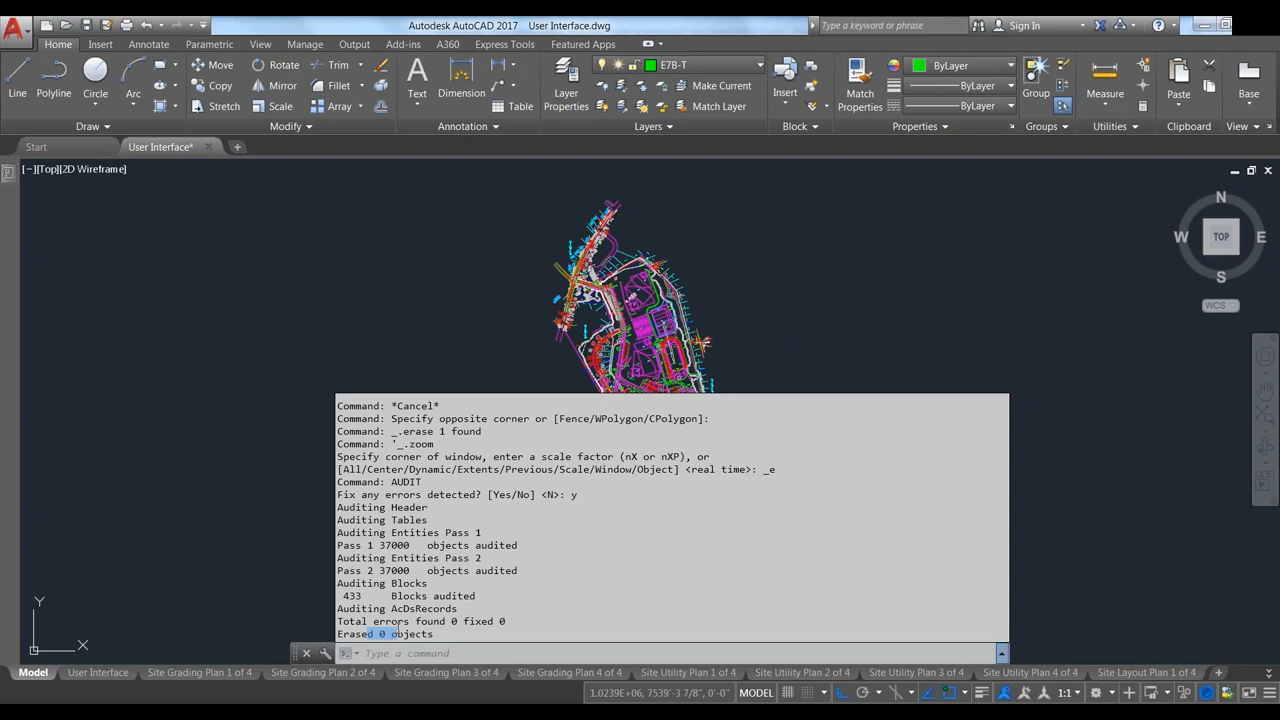 Autodesk AutoCAD 2017 User Interface.dwg
Type a keyword or phrase
Sign In
Home Insert Annotate Parametric View Manage Output Add-ins A360 Express Tools Featured Apps
Line
Polyline
Circle
Arc
Move
Rotate
Trim
Copy
Mirror
Fillet
Stretch
Scale
Array
Text
Dimension
Table
Layer
Properties
E7B-T
Make Current
Match Layer
Insert
Match
Properties
ByLayer
ByLayer
ByLayer
Group
Measure
Paste
Base
Draw
Modify
Annotation
Layers
Block
Properties
Groups
Utilities
Clipboard
View
Start
User Interface*
[−][Top][2D Wireframe]
N
W
TOP
E
S
WCS
Command: *Cancel*
Command: Specify opposite corner or [Fence/WPolygon/CPolygon]:
Command: _.erase 1 found
Command: '_.zoom
Specify corner of window, enter a scale factor (nX or nXP), or
[All/Center/Dynamic/Extents/Previous/Scale/Window/Object] <real time>: _e
Command: AUDIT
Fix any errors detected? [Yes/No] <N>: y
Auditing Header
Auditing Tables
Auditing Entities Pass 1
Pass 1 37000 objects audited
Auditing Entities Pass 2
Pass 2 37000 objects audited
Auditing Blocks
433 Blocks audited
Auditing AcDsRecords
Total errors found 0 fixed 0
Erased 0 objects
Type a command
Y
X
Model User Interface Site Grading Plan 1 of 4 Site Grading Plan 2 of 4 Site Grading Plan 3 of 4 Site Grading Plan 4 of 4 Site Utility Plan 1 of 4 Site Utility Plan 2 of 4 Site Utility Plan 3 of 4 Site Utility Plan 4 of 4 Site Layout Plan 1 of 4
1.0239E+06, 7539'-3 7/8", 0'-0" MODEL 1:1